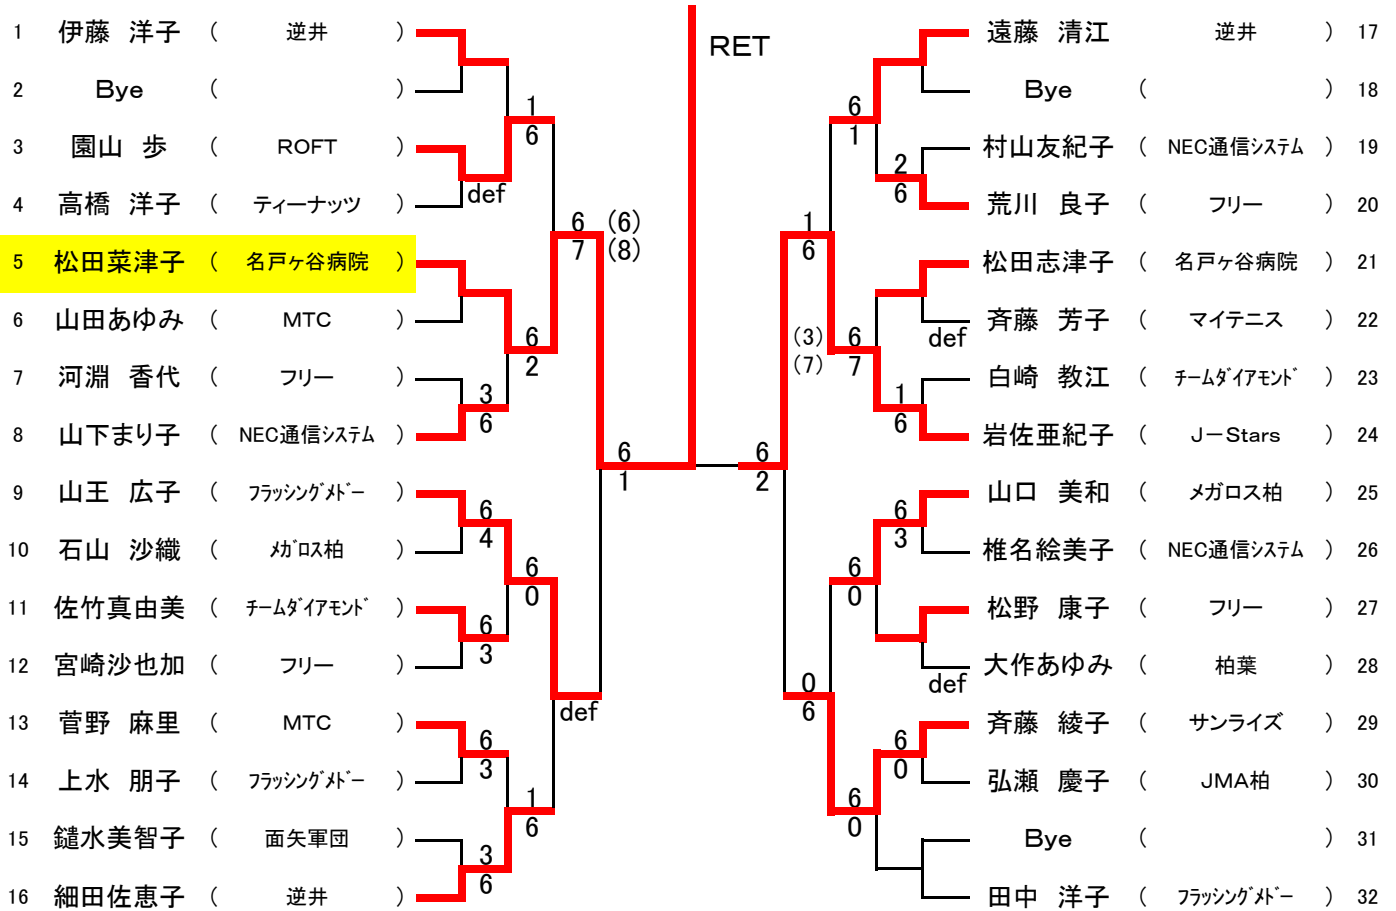 1 伊藤 洋子 ( 逆井 )
2 Bye ( )
3 園山 歩 ( ROFT )
4 高橋 洋子 ( ティーナッツ )
5 松田菜津子 ( 名戸ヶ谷病院 )
6 山田あゆみ ( MTC )
7 河淵 香代 ( フリー )
8 山下まり子 ( NEC通信システム )
9 山王 広子 ( フラッシングメドー )
10 石山 沙織 ( メガロス柏 )
11 佐竹真由美 ( チームダイアモンド )
12 宮崎沙也加 ( フリー )
13 菅野 麻里 ( MTC )
14 上水 朋子 ( フラッシングメドー )
15 鑓水美智子 ( 面矢軍団 )
16 細田佐恵子 ( 逆井 )
def
3
6
6
4
6
3
6
3
3
6
1
6
6
2
6
0
1
6
6 (6)
7 (8)
def
6
1
RET
6
2
1
6
0
6
6
1
(3) 6
(7) 7
6
0
6
0
2
6
def
1
6
6
3
def
6
0
遠藤 清江 逆井 ) 17
Bye ( ) 18
村山友紀子 ( NEC通信システム ) 19
荒川 良子 ( フリー ) 20
松田志津子 ( 名戸ヶ谷病院 ) 21
斉藤 芳子 ( マイテニス ) 22
白崎 教江 ( チームダイアモンド ) 23
岩佐亜紀子 ( J－Stars ) 24
山口 美和 ( メガロス柏 ) 25
椎名絵美子 ( NEC通信システム ) 26
松野 康子 ( フリー ) 27
大作あゆみ ( 柏葉 ) 28
斉藤 綾子 ( サンライズ ) 29
弘瀬 慶子 ( JMA柏 ) 30
Bye ( ) 31
田中 洋子 ( フラッシングメドー ) 32